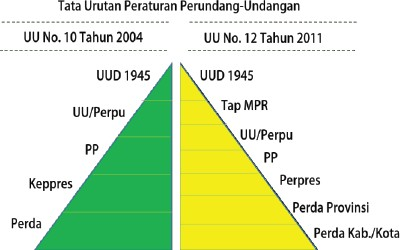 Tata Urutan Peraturan Perundang-Undangan
UU No. 10 Tahun 2004
UUD 1945
UU/Perpu
PP
Keppres
Perda
UU No. 12 Tahun 2011
UUD 1945
Tap MPR
UU/Perpu
PP
Perpres
Perda Provinsi
Perda Kab./Kota